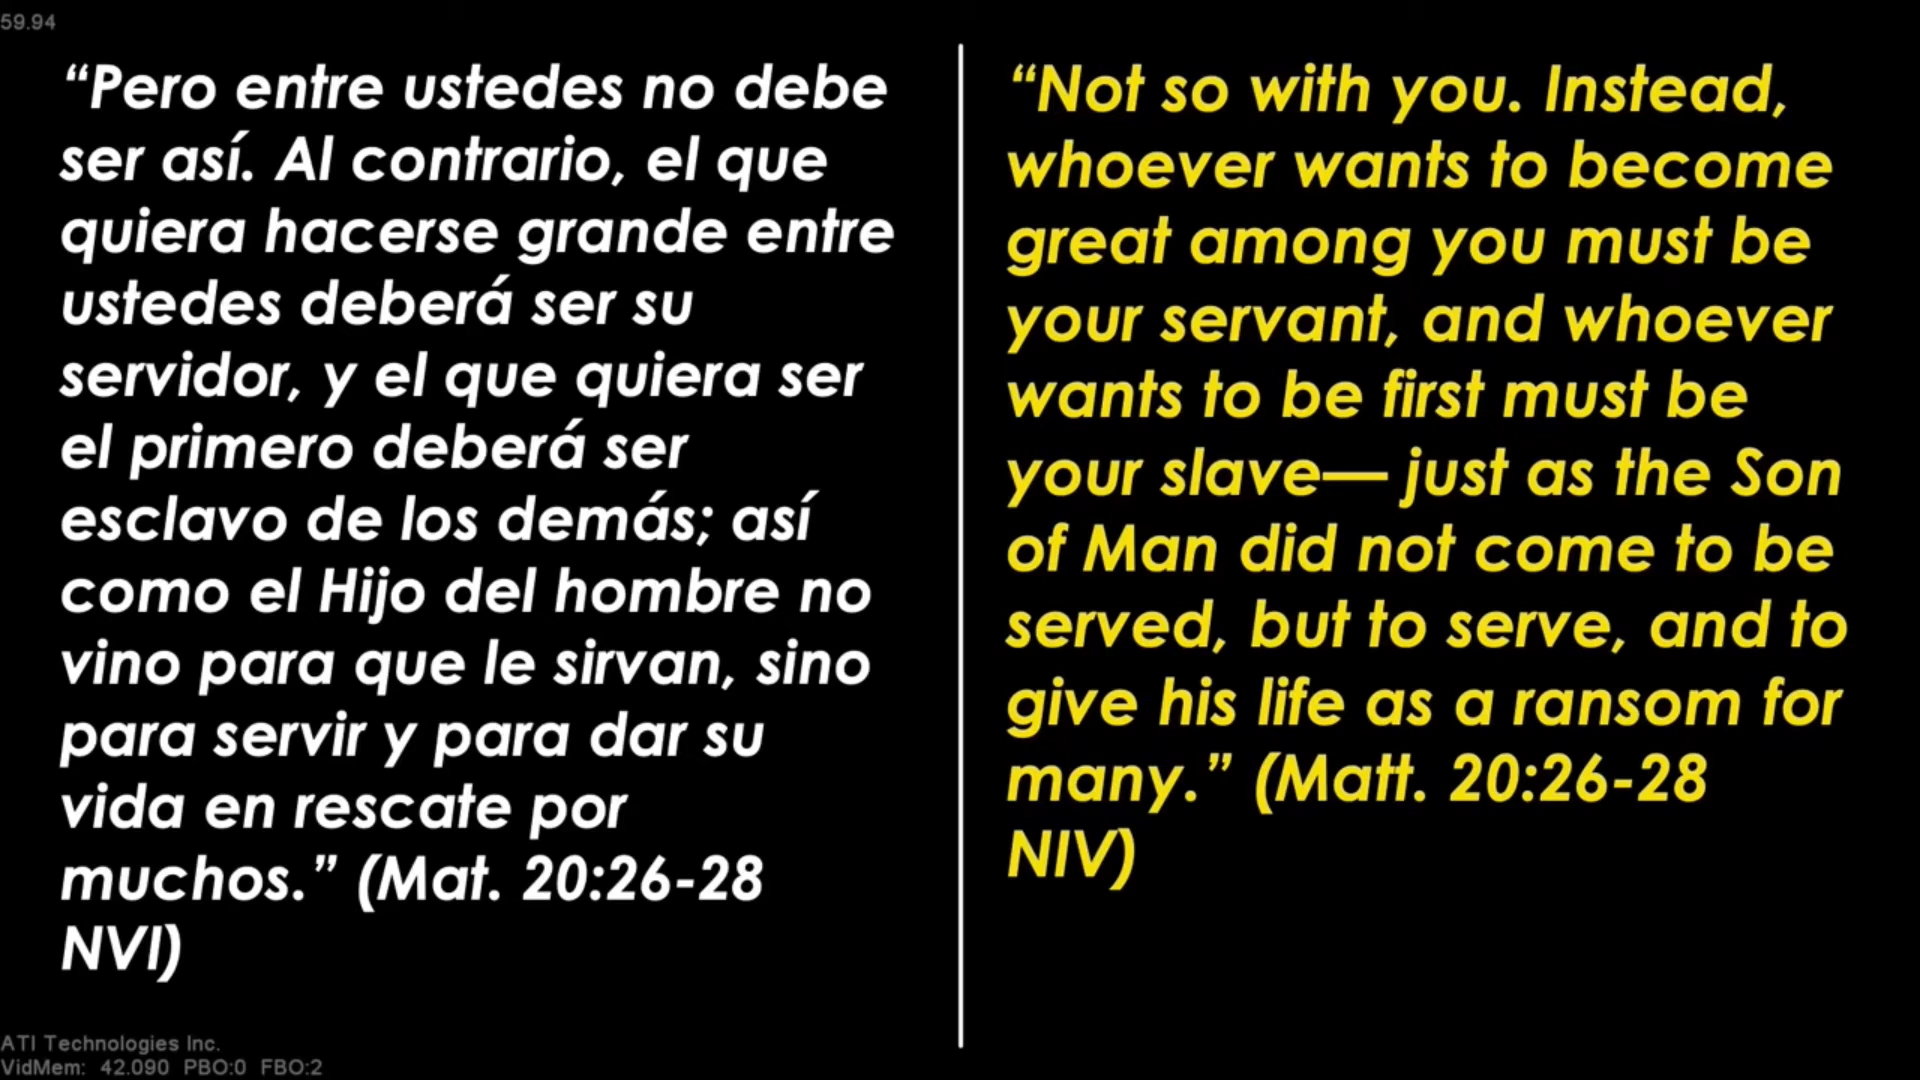 59.94
“Pero entre ustedes no debe
ser así. Al contrario, el que
quiera hacerse grande entre
ustedes deberá ser su
servidor, y el que quiera ser
el primero deberá ser
esclavo de los demás; así
como el Hijo del hombre no
vino para que le sirvan, sino
para servir y para dar su
vida en rescate por
muchos.” (Mat. 20:26-28
NVI)
“Not so with you. Instead,
whoever wants to become
great among you must be
your servant, and whoever
wants to be first must be
your slave— just as the Son
of Man did not come to be
served, but to serve, and to
give his life as a ransom for
many.” (Matt. 20:26-28
NIV)
ATI Technologies Inc.
VidMem: 42.090 PBO:0 FBO:2